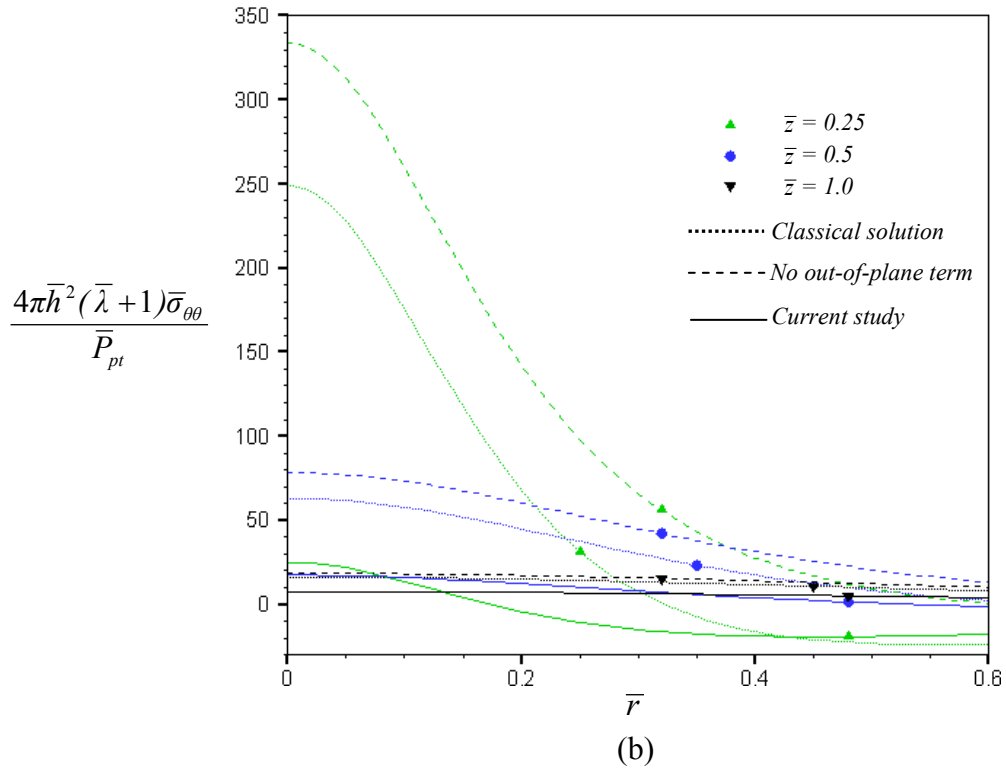 350
300
250
200
150
100
50
0
z̅ = 0.25
z̅ = 0.5
z̅ = 1.0
Classical solution
No out-of-plane term
Current study
4πh̅²(λ̅+1)σ̅θθ
P̅pt
0 0.2 0.4 0.6
r̅
(b)